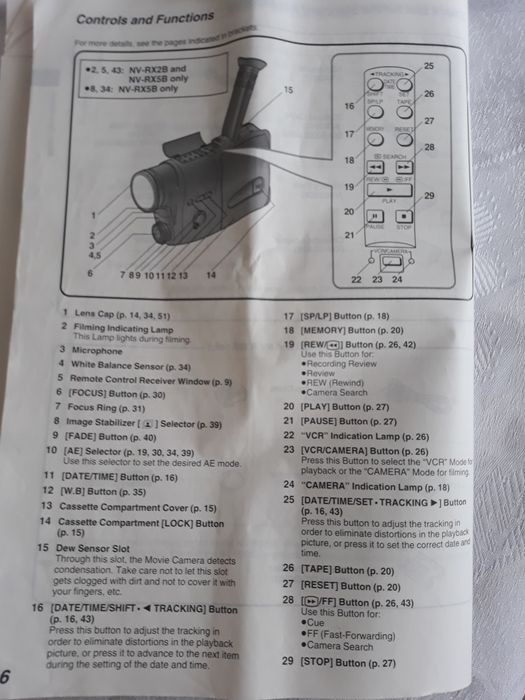 Controls and Functions
For more details, see the pages indicated in brackets.
•2, 5, 43: NV-RX2B and
NV-RX5B only
•8, 34: NV-RX5B only
15
1
2
3
4,5
6
7 8 9 10 11 12 13
14
◄TRACKING►
DATE
TIME
SHIFT
SET
SP/LP
TAPE
MEMORY
RESET
SEARCH
REW/
/FF
PLAY
PAUSE
STOP
VCR/CAMERA
16
17
18
19
20
21
22 23 24
25
26
27
28
29
1 Lens Cap (p. 14, 34, 51)
2 Filming Indicating Lamp
This Lamp lights during filming.
3 Microphone
4 White Balance Sensor (p. 34)
5 Remote Control Receiver Window (p. 9)
6 [FOCUS] Button (p. 30)
7 Focus Ring (p. 31)
8 Image Stabilizer [ ] Selector (p. 39)
9 [FADE] Button (p. 40)
10 [AE] Selector (p. 19, 30, 34, 39)
Use this selector to set the desired AE mode.
11 [DATE/TIME] Button (p. 16)
12 [W.B] Button (p. 35)
13 Cassette Compartment Cover (p. 15)
14 Cassette Compartment [LOCK] Button
(p. 15)
15 Dew Sensor Slot
Through this slot, the Movie Camera detects
condensation. Take care not to let this slot
gets clogged with dirt and not to cover it with
your fingers, etc.
16 [DATE/TIME/SHIFT • ◄ TRACKING] Button
(p. 16, 43)
Press this button to adjust the tracking in
order to eliminate distortions in the playback
picture, or press it to advance to the next item
during the setting of the date and time.
17 [SP/LP] Button (p. 18)
18 [MEMORY] Button (p. 20)
19 [REW/◄◄] Button (p. 26, 42)
Use this Button for:
•Recording Review
•Review
•REW (Rewind)
•Camera Search
20 [PLAY] Button (p. 27)
21 [PAUSE] Button (p. 27)
22 "VCR" Indication Lamp (p. 26)
23 [VCR/CAMERA] Button (p. 26)
Press this Button to select the "VCR" Mode for
playback or the "CAMERA" Mode for filming.
24 "CAMERA" Indication Lamp (p. 18)
25 [DATE/TIME/SET • TRACKING ►] Button
(p. 16, 43)
Press this button to adjust the tracking in
order to eliminate distortions in the playback
picture, or press it to set the correct date and
time.
26 [TAPE] Button (p. 20)
27 [RESET] Button (p. 20)
28 [►►/FF] Button (p. 26, 43)
Use this Button for:
•Cue
•FF (Fast-Forwarding)
•Camera Search
29 [STOP] Button (p. 27)
6